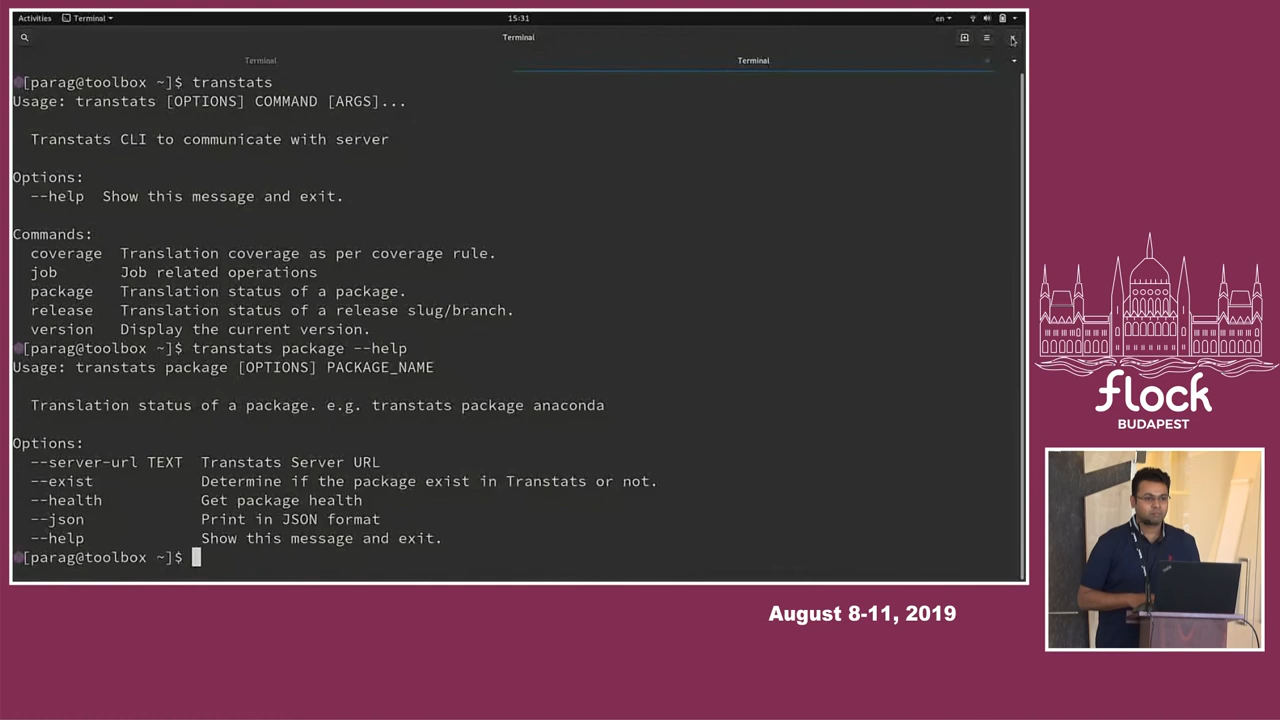 Activities
Terminal
15:31
en
Terminal
Terminal
Terminal
[parag@toolbox ~]$ transtats
Usage: transtats [OPTIONS] COMMAND [ARGS]...
Transtats CLI to communicate with server
Options:
--help  Show this message and exit.
Commands:
coverage  Translation coverage as per coverage rule.
job       Job related operations
package   Translation status of a package.
release   Translation status of a release slug/branch.
version   Display the current version.
[parag@toolbox ~]$ transtats package --help
Usage: transtats package [OPTIONS] PACKAGE_NAME
Translation status of a package. e.g. transtats package anaconda
Options:
--server-url TEXT  Transtats Server URL
--exist            Determine if the package exist in Transtats or not.
--health           Get package health
--json             Print in JSON format
--help             Show this message and exit.
[parag@toolbox ~]$
flock
BUDAPEST
August 8-11, 2019